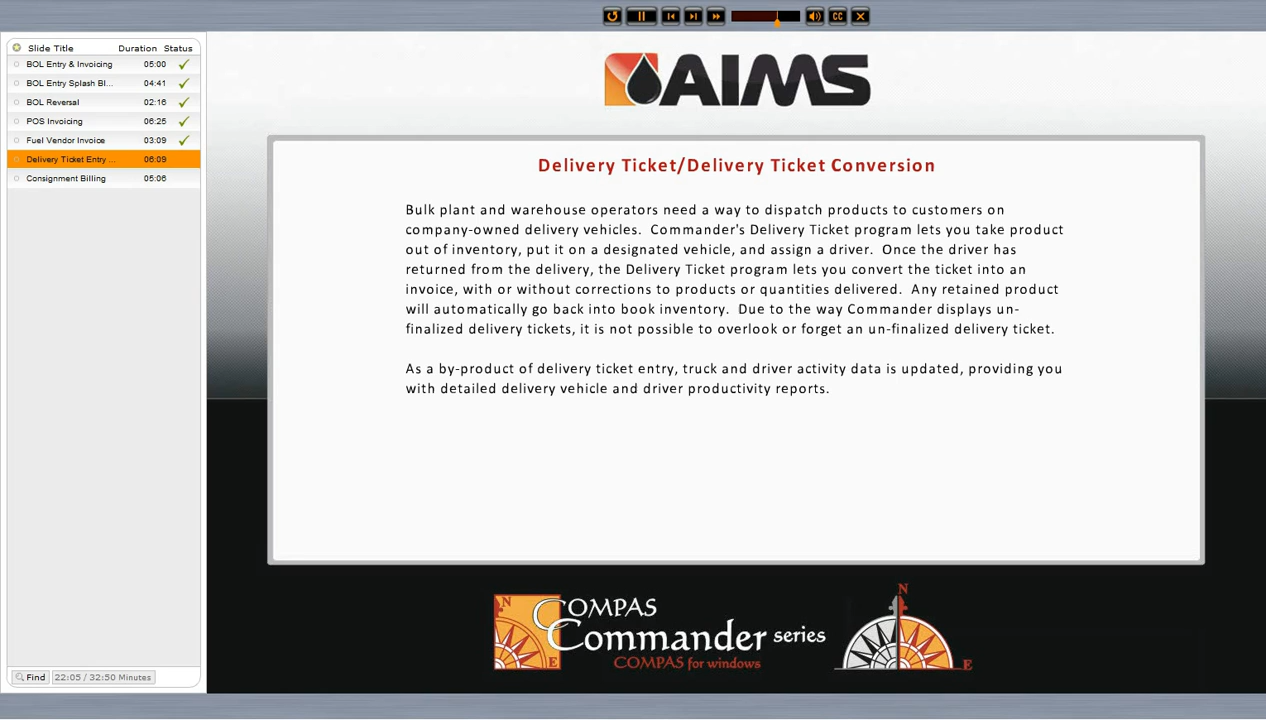 CC
Slide Title Duration Status
BOL Entry & Invoicing 05:00
BOL Entry Splash Bl... 04:41
BOL Reversal 02:16
POS Invoicing 06:25
Fuel Vendor Invoice 03:09
Delivery Ticket Entry ... 06:09
Consignment Billing 05:06
Find 22:05 / 32:50 Minutes
AIMS
Delivery Ticket/Delivery Ticket Conversion
Bulk plant and warehouse operators need a way to dispatch products to customers on
company-owned delivery vehicles. Commander's Delivery Ticket program lets you take product
out of inventory, put it on a designated vehicle, and assign a driver. Once the driver has
returned from the delivery, the Delivery Ticket program lets you convert the ticket into an
invoice, with or without corrections to products or quantities delivered. Any retained product
will automatically go back into book inventory. Due to the way Commander displays un-
finalized delivery tickets, it is not possible to overlook or forget an un-finalized delivery ticket.
As a by-product of delivery ticket entry, truck and driver activity data is updated, providing you
with detailed delivery vehicle and driver productivity reports.
N
E
COMPAS
Commander series
COMPAS for windows
N
E